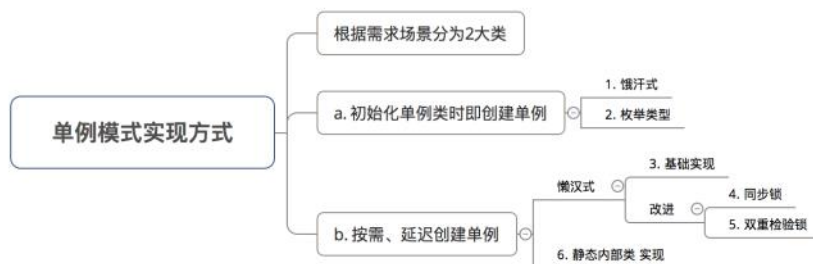 根据需求场景分为2大类
单例模式实现方式
a. 初始化单例类时即创建单例
1. 饿汗式
2. 枚举类型
b. 按需、延迟创建单例
懒汉式
3. 基础实现
改进
4. 同步锁
5. 双重检验锁
6. 静态内部类 实现